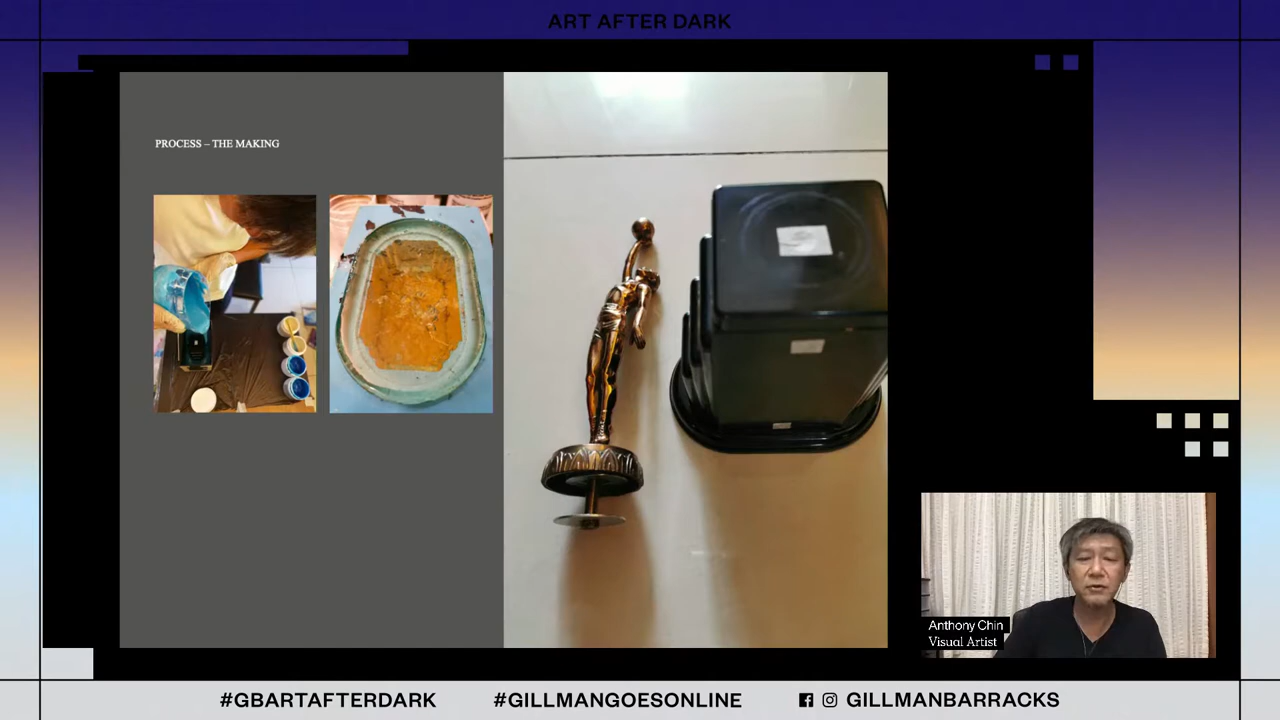 ART AFTER DARK
PROCESS – THE MAKING
Anthony Chin
Visual Artist
#GBARTAFTERDARK #GILLMANGOESONLINE GILLMANBARRACKS